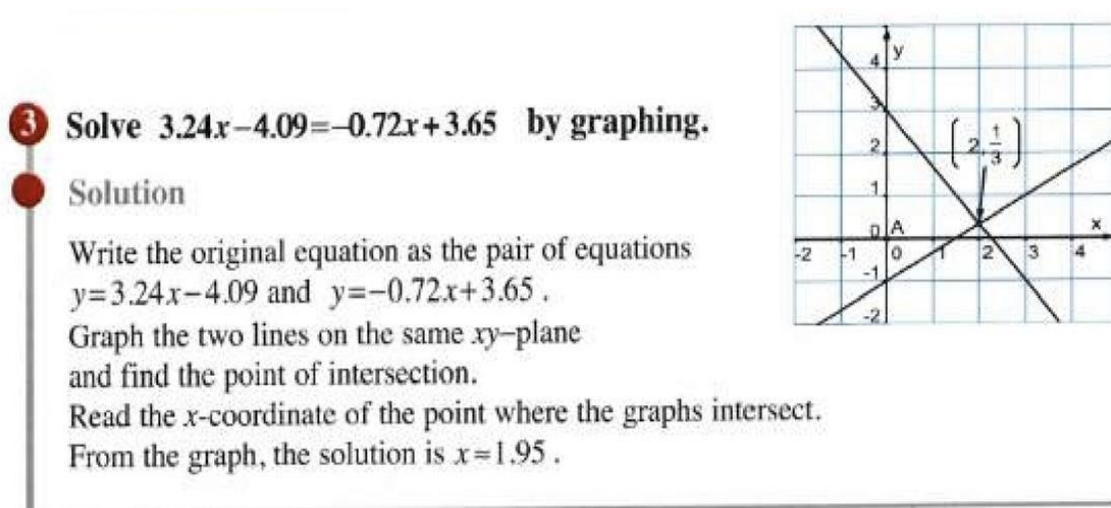 3 Solve 3.24x−4.09=−0.72x+3.65 by graphing.
Solution
Write the original equation as the pair of equations
y=3.24x−4.09 and y=−0.72x+3.65 .
Graph the two lines on the same xy–plane
and find the point of intersection.
Read the x-coordinate of the point where the graphs intersect.
From the graph, the solution is x=1.95 .
y
4
3
2
(2, 1/3)
1
0 A x
-2 -1 0 1 2 3 4
-1
-2